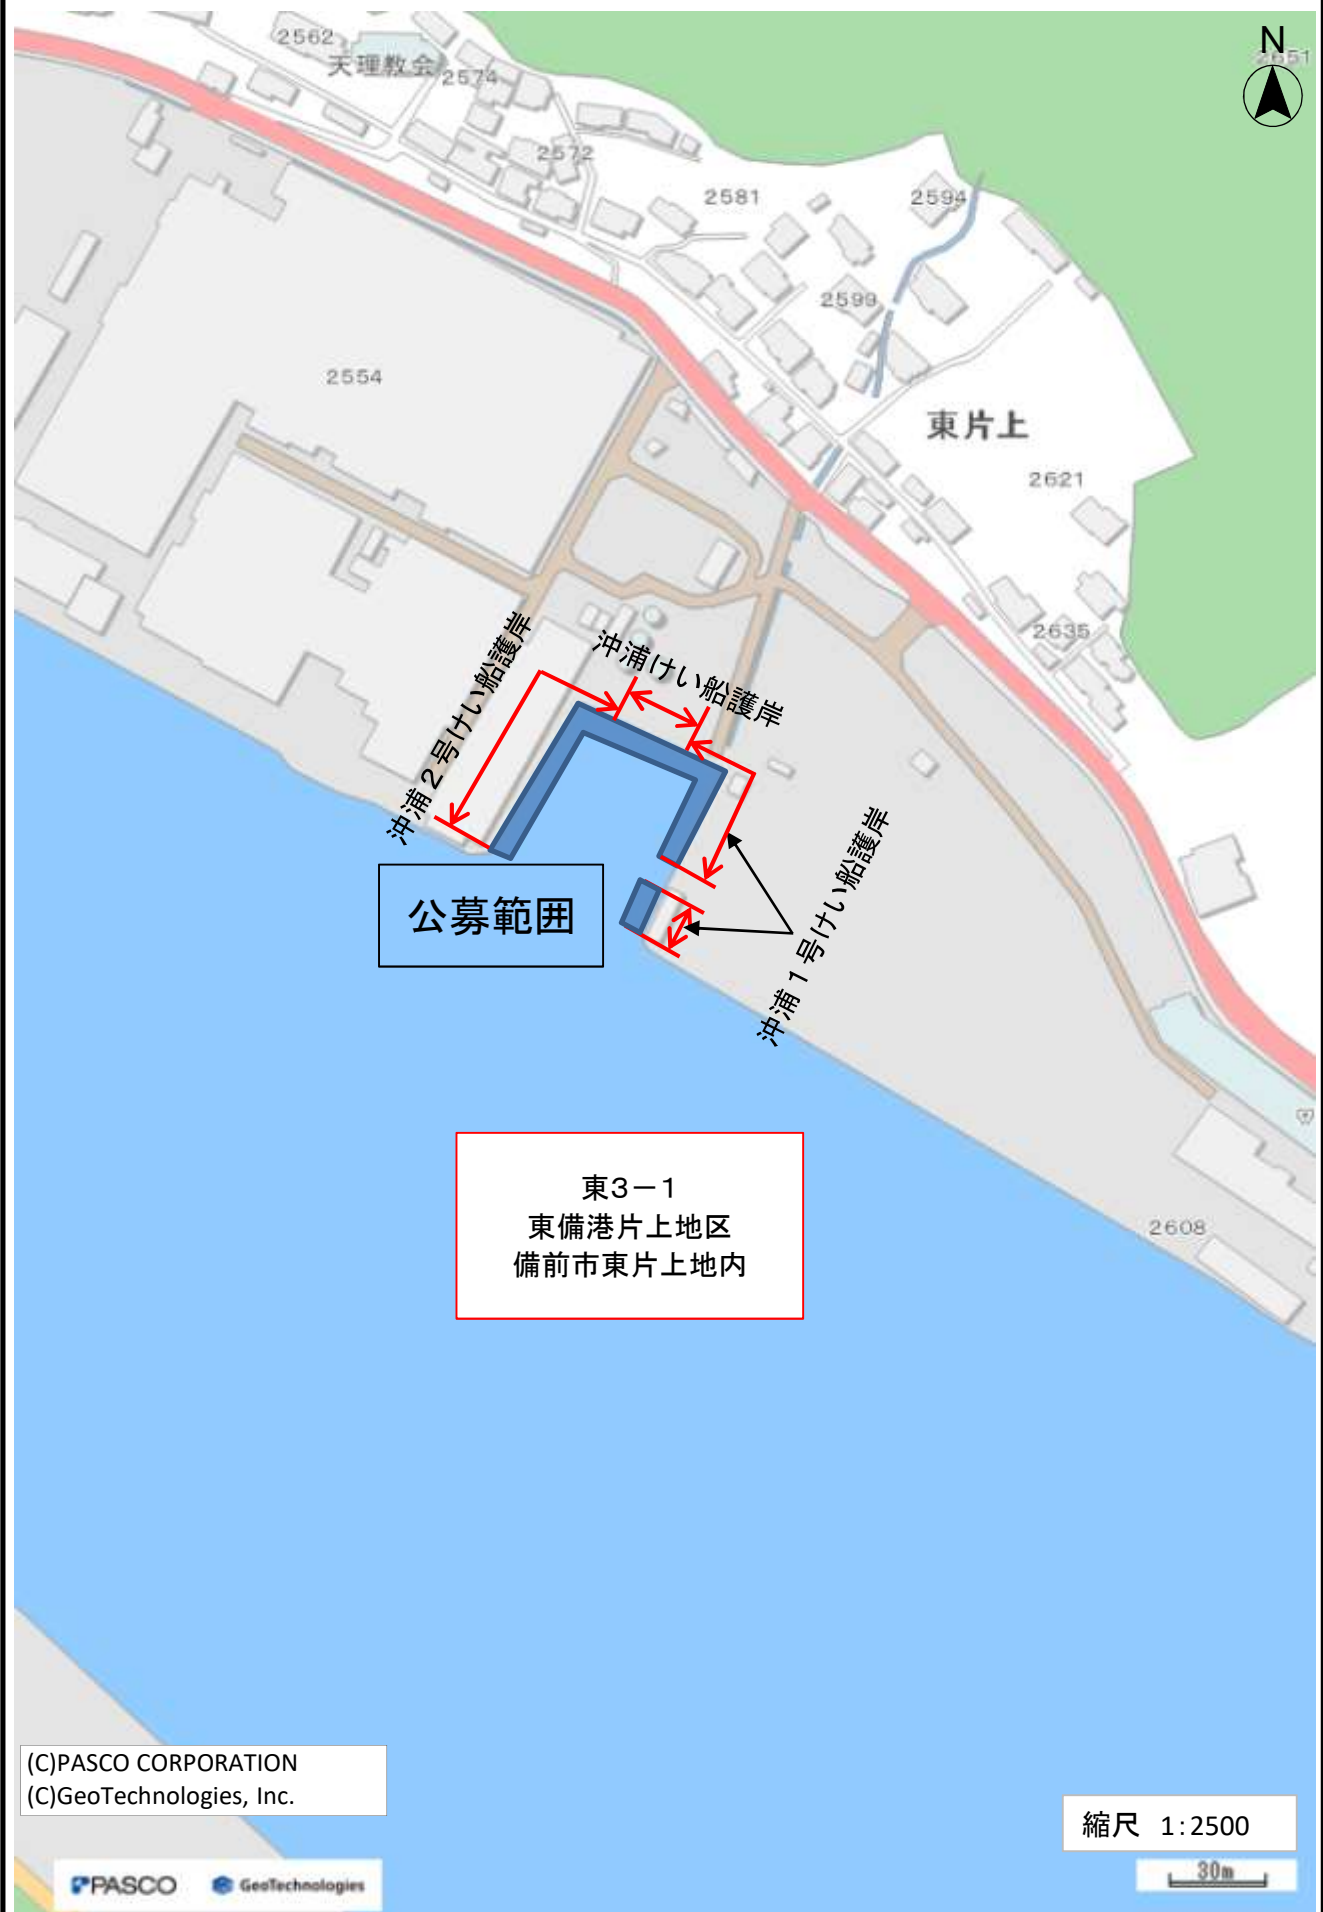 N
2651
2562
天理教会
2574
2572
2581
2594
2599
2554
東片上
2621
2635
沖浦けい船護岸
沖浦2号けい船護岸
沖浦1号けい船護岸
公募範囲
東3－1
東備港片上地区
備前市東片上地内
2608
(C)PASCO CORPORATION
(C)GeoTechnologies, Inc.
縮尺 1:2500
30m
PASCO
GeoTechnologies